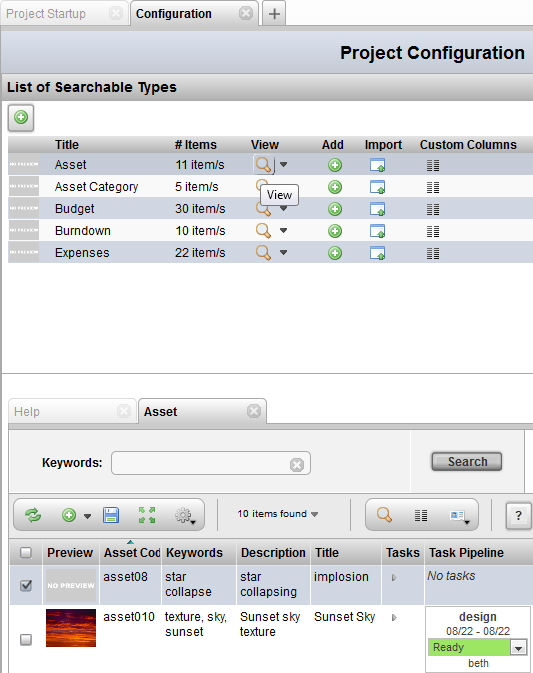 Project Startup Configuration
Project Configuration
List of Searchable Types
Title # Items View Add Import Custom Columns
NO PREVIEW Asset 11 item/s
NO PREVIEW Asset Category 5 item/s
View
NO PREVIEW Budget 30 item/s
NO PREVIEW Burndown 10 item/s
NO PREVIEW Expenses 22 item/s
Help Asset
Keywords: Search
10 items found ?
Preview Asset Cod Keywords Description Title Tasks Task Pipeline
NO PREVIEW asset08 star star implosion No tasks
collapse collapsing
asset010 texture, sky, Sunset sky Sunset Sky design
sunset texture 08/22 - 08/22
Ready
beth